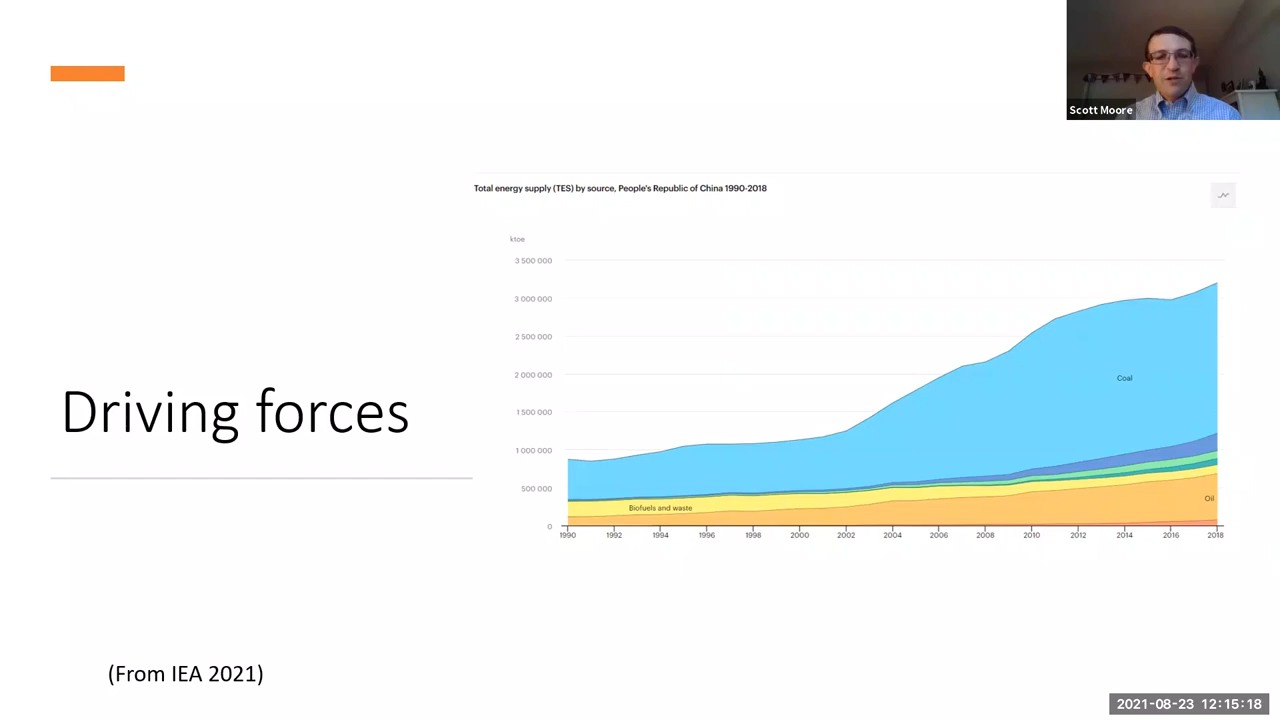 Scott Moore
Total energy supply (TES) by source, People's Republic of China 1990-2018
ktoe
3 500 000
3 000 000
2 500 000
2 000 000
1 500 000
1 000 000
500 000
0
Coal
Biofuels and waste
Oil
1990 1992 1994 1996 1998 2000 2002 2004 2006 2008 2010 2012 2014 2016 2018
Driving forces
(From IEA 2021)
2021-08-23 12:15:18